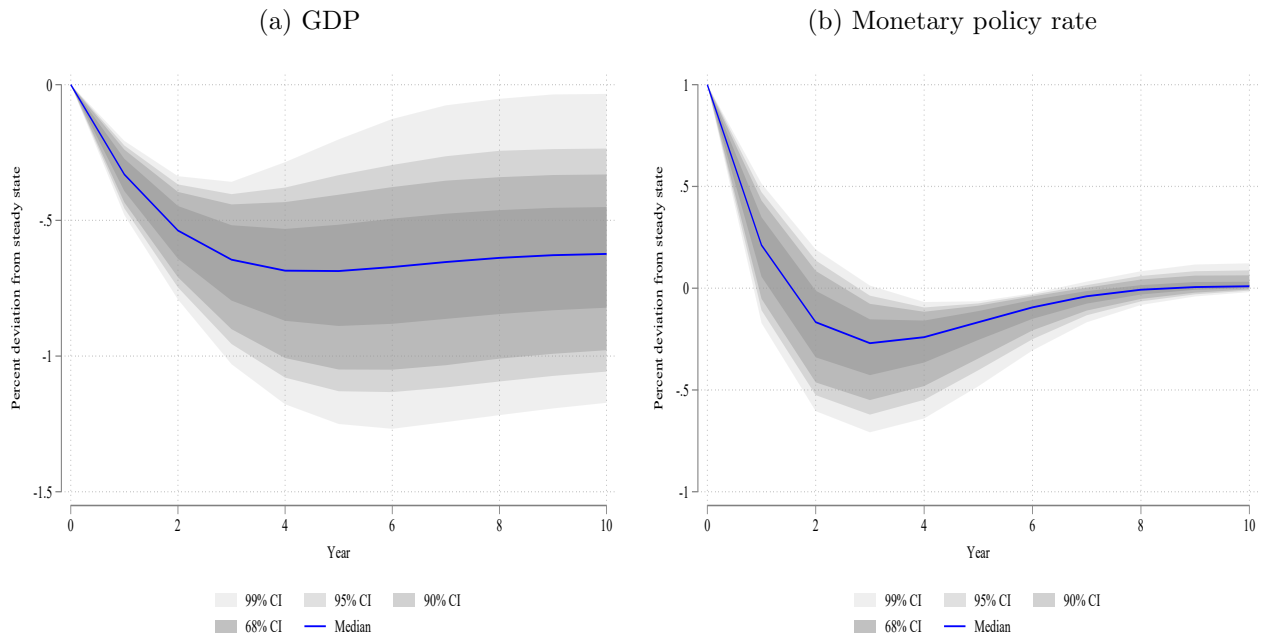 (a) GDP
Percent deviation from steady state
0
-.5
-1
-1.5
0 2 4 6 8 10
Year
99% CI 95% CI 90% CI
68% CI Median
(b) Monetary policy rate
Percent deviation from steady state
1
.5
0
-.5
-1
0 2 4 6 8 10
Year
99% CI 95% CI 90% CI
68% CI Median